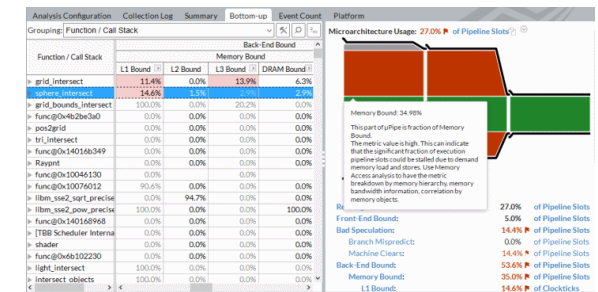 Analysis Configuration Collection Log Summary Bottom-up Event Count Platform
Grouping: Function / Call Stack
Function / Call Stack
Back-End Bound
Memory Bound
L1 Bound L2 Bound L3 Bound DRAM Bound
grid_intersect 11.4% 0.0% 13.9% 6.3%
sphere_intersect 14.6% 1.5% 2.9%
grid_bounds_intersect 100.0% 0.0% 20.2% 0.0%
func@0x4b2be3a0 0.0% 0.0% 0.0% 0.0%
pos2grid 0.0% 0.0% 0.0% 0.0%
tri_intersect 0.0% 0.0% 0.0% 0.0%
func@0x14016b349 0.0% 0.0% 0.0% 0.0%
Raypnt 0.0% 0.0% 0.0% 0.0%
func@0x10046130 0.0% 0.0%
func@0x10076012 90.6% 0.0% 0.0% 0.0%
libm_sse2_sqrt_precise 0.0% 94.7% 0.0% 0.0%
libm_sse2_pow_precise 100.0% 0.0% 0.0% 100.0%
func@0x140168968 0.0% 0.0% 0.0% 0.0%
[TBB Scheduler Interna 0.0% 0.0% 0.0% 0.0%
shader 0.0% 0.0% 0.0% 0.0%
func@0x6b102230 0.0% 0.0% 0.0% 0.0%
light_intersect 100.0% 0.0% 0.0% 100.0%
intersect_objects 100.0% 0.0% 0.0% 0.0%
Microarchitecture Usage: 27.0% of Pipeline Slots
Memory Bound: 34.98%
This part of µPipe is fraction of Memory
Bound.
The metric value is high. This can indicate
that the significant fraction of execution
pipeline slots could be stalled due to demand
memory load and stores. Use Memory
Access analysis to have the metric
breakdown by memory hierarchy, memory
bandwidth information, correlation by
memory objects.
27.0% of Pipeline Slots
Front-End Bound: 5.0% of Pipeline Slots
Bad Speculation: 14.4% of Pipeline Slots
Branch Mispredict: 0.0% of Pipeline Slots
Machine Clears: 14.4% of Pipeline Slots
Back-End Bound: 53.6% of Pipeline Slots
Memory Bound: 35.0% of Pipeline Slots
L1 Bound: 14.6% of Clockticks